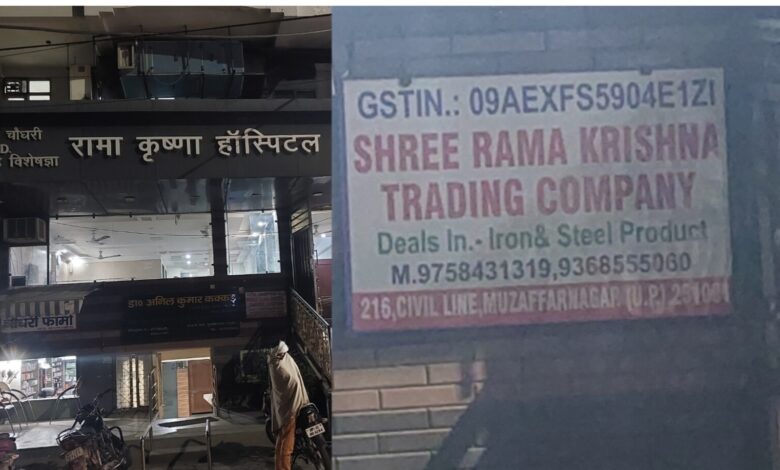 चौधरी
रामा कृष्णा हॉस्पिटल
विशेषज्ञा
डा० अनिल कुमार कक्कड़
चौधरी फार्मा
GSTIN.: 09AEXFS5904E1ZI
SHREE RAMA KRISHNA
TRADING COMPANY
Deals In.- Iron& Steel Product
M.9758431319,9368555060
216,CIVIL LINE,MUZAFFARNAGAR (U.P.)